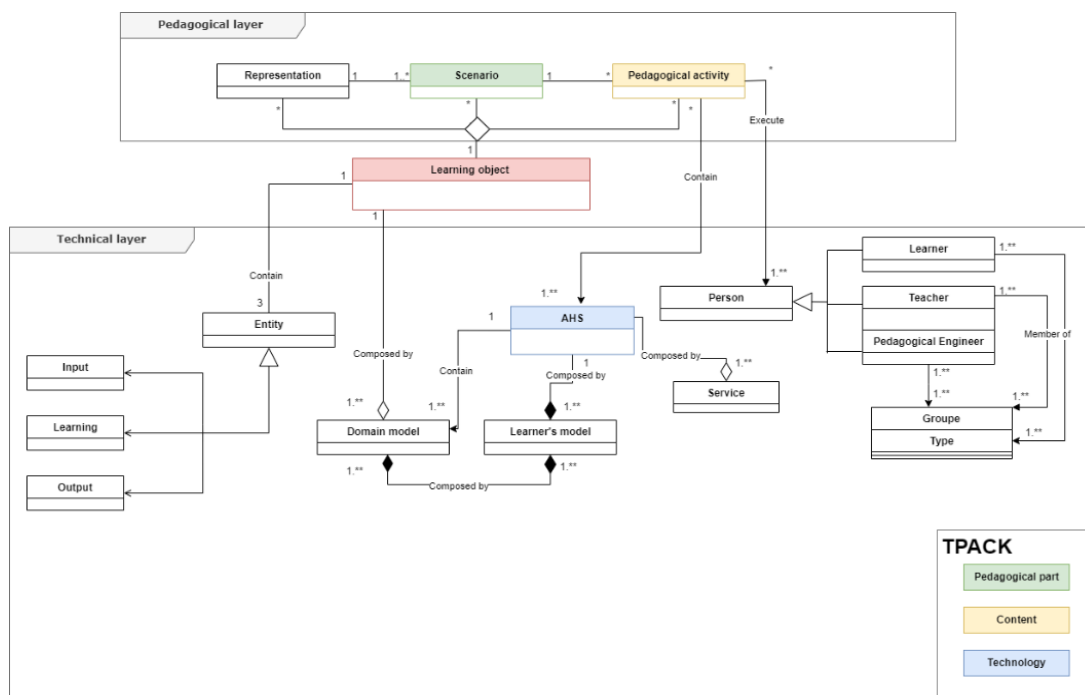 Pedagogical layer
Representation
1
1..*
Scenario
1
*
Pedagogical activity
*
*
*
*
*
Execute
1
Learning object
Contain
1
1
Technical layer
Learner
1.**
Contain
1.**
1.**
Person
Teacher
1.**
3
Entity
1
AHS
Member of
Pedagogical Engineer
Composed by
1
Composed by
Contain
Composed by
1.**
1.**
Input
Service
1.**
1.**
1.**
1.**
1.**
Groupe
Learning
Domain model
Learner's model
1.**
Type
1.**
1.**
Composed by
Output
TPACK
Pedagogical part
Content
Technology